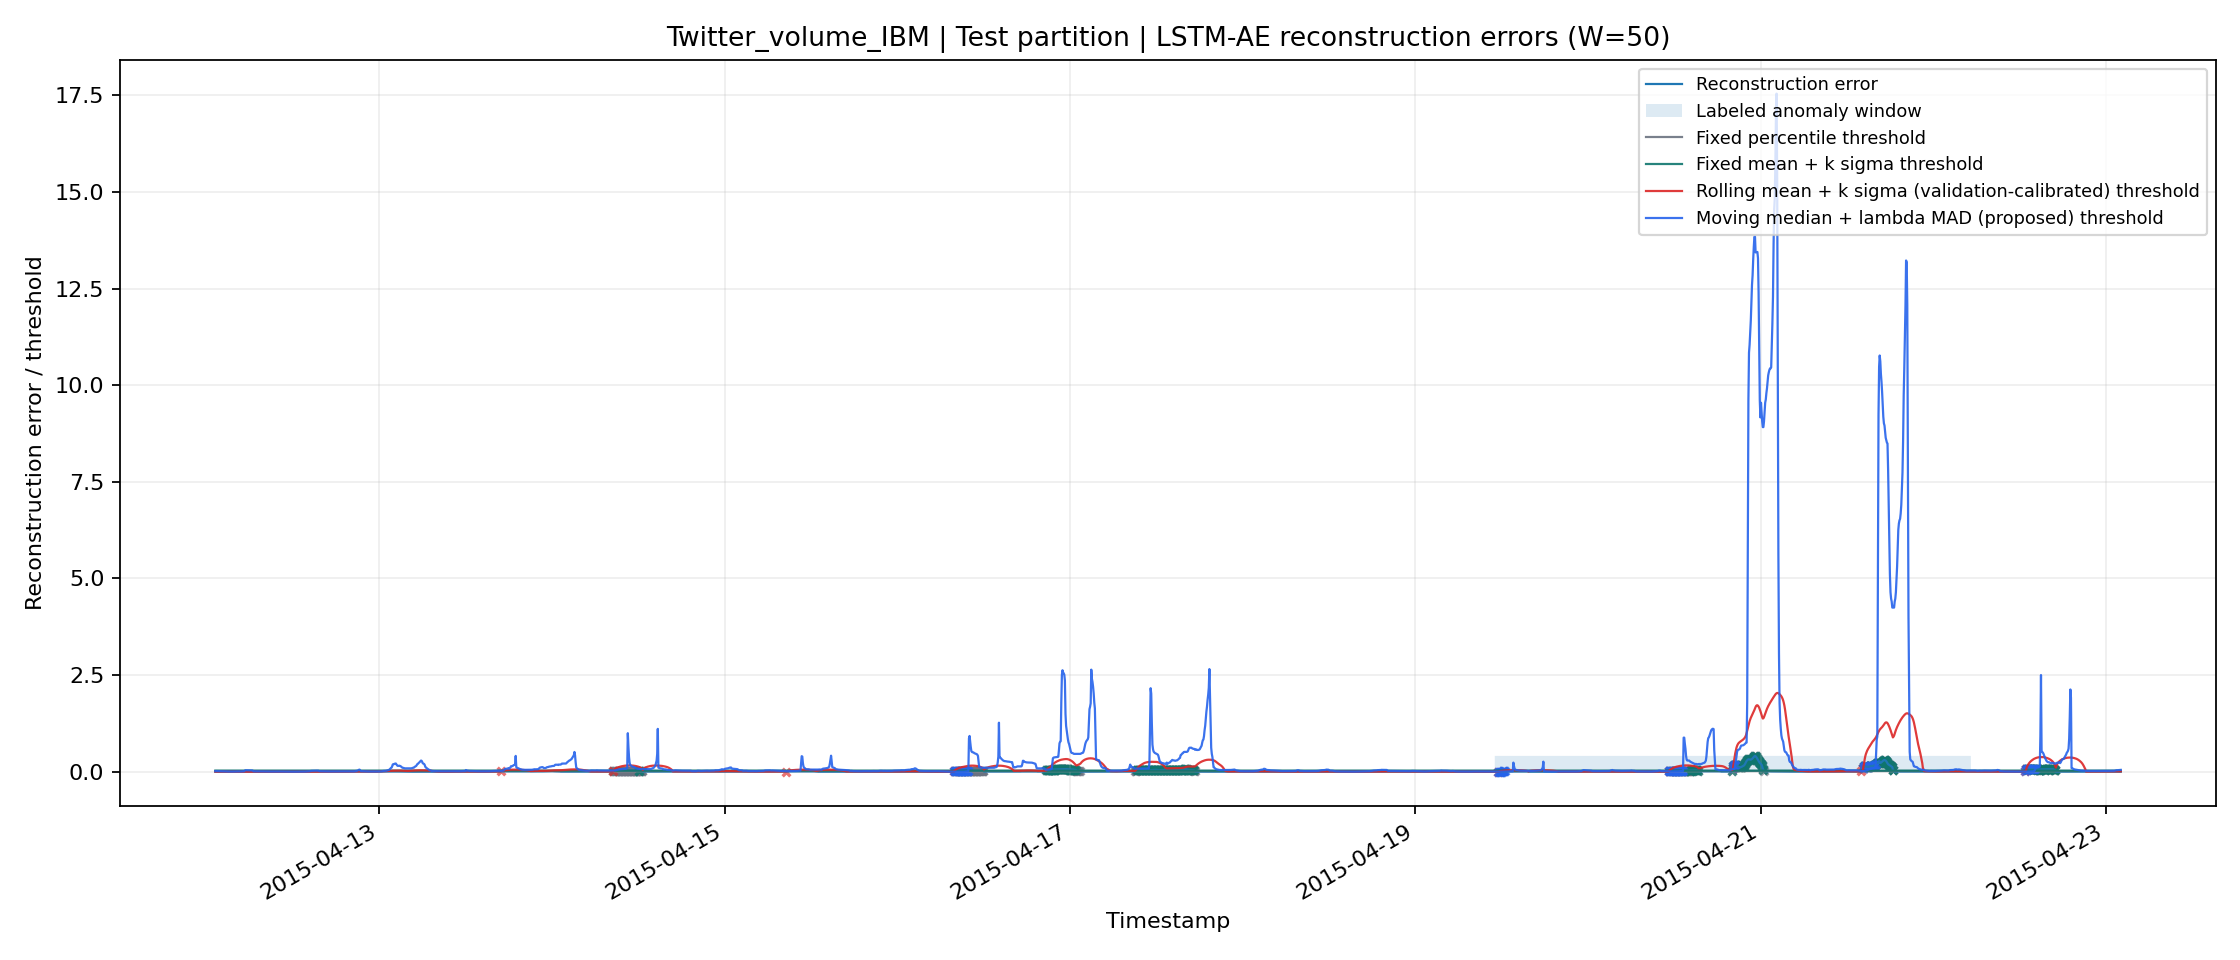 Twitter_volume_IBM | Test partition | LSTM-AE reconstruction errors (W=50)
Reconstruction error / threshold
17.5
15.0
12.5
10.0
7.5
5.0
2.5
0.0
Reconstruction error
Labeled anomaly window
Fixed percentile threshold
Fixed mean + k sigma threshold
Rolling mean + k sigma (validation-calibrated) threshold
Moving median + lambda MAD (proposed) threshold
2015-04-13
2015-04-15
2015-04-17
2015-04-19
2015-04-21
2015-04-23
Timestamp